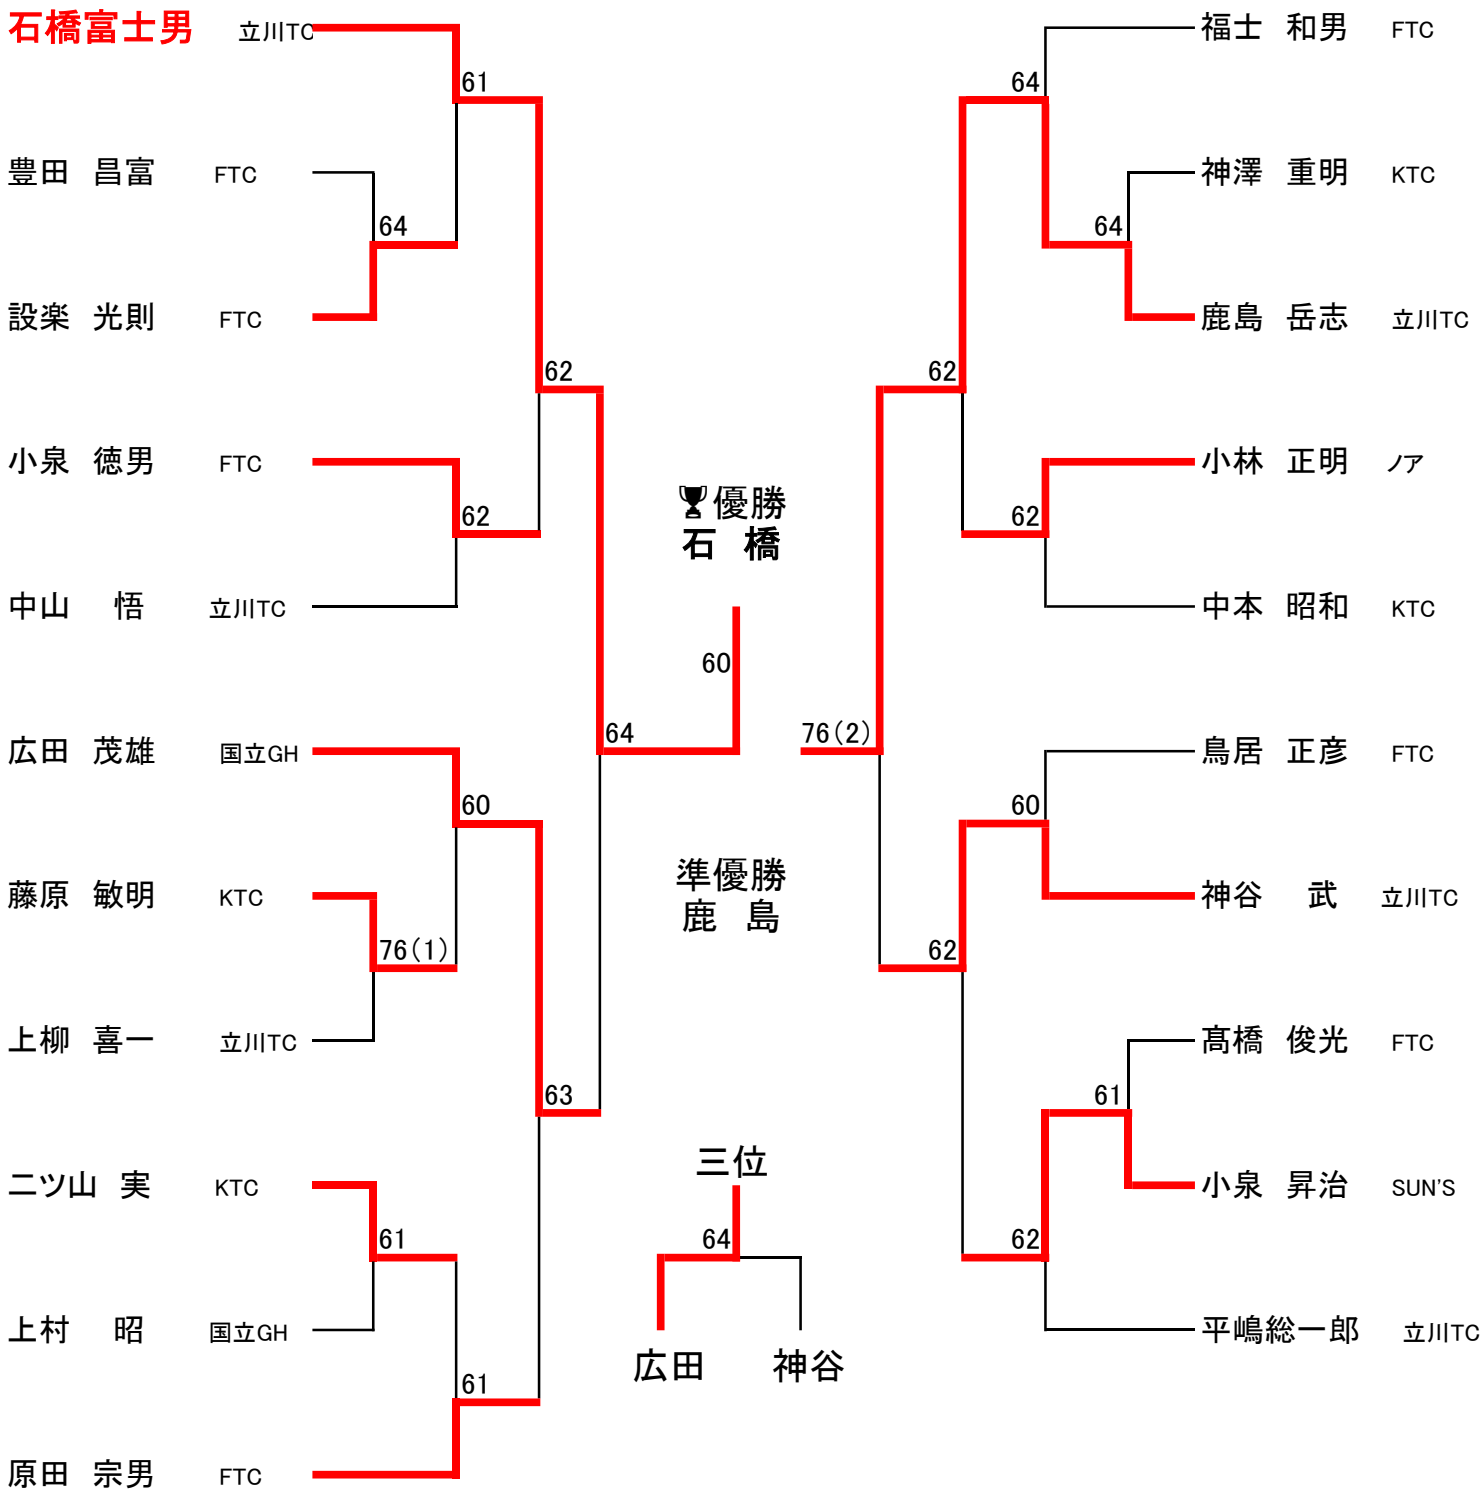 石橋富士男 立川TC
61
豊田 昌富 FTC
64
設楽 光則 FTC
62
小泉 徳男 FTC
62
中山 悟 立川TC
64
広田 茂雄 国立GH
60
藤原 敏明 KTC
76(1)
上柳 喜一 立川TC
63
二ツ山 実 KTC
61
上村 昭 国立GH
61
原田 宗男 FTC
優勝
石 橋
60
準優勝
鹿 島
三位
64
広田 神谷
福士 和男 FTC
64
神澤 重明 KTC
64
鹿島 岳志 立川TC
62
小林 正明 ノア
62
中本 昭和 KTC
76(2)
鳥居 正彦 FTC
60
神谷 武 立川TC
62
髙橋 俊光 FTC
61
小泉 昇治 SUN'S
62
平嶋総一郎 立川TC